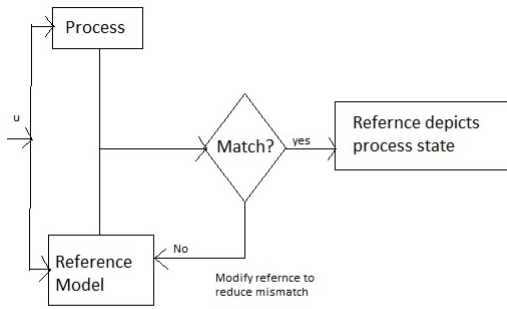 Process
u
Match?
yes
Refernce depicts
process state
No
Reference
Model
Modify refernce to
reduce mismatch